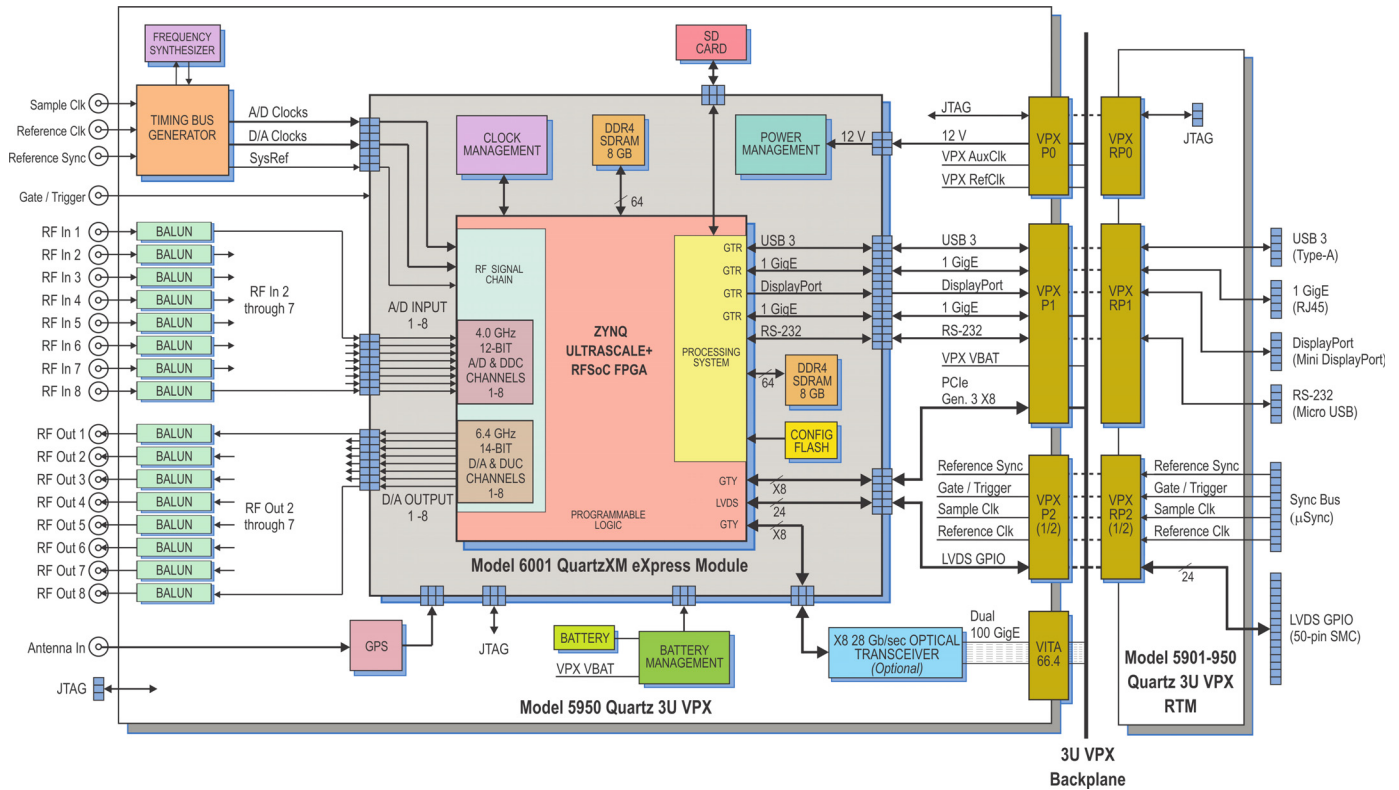 FREQUENCY
SYNTHESIZER
Sample Clk
Reference Clk
Reference Sync
TIMING BUS
GENERATOR
A/D Clocks
D/A Clocks
SysRef
Gate / Trigger
RF In 1
RF In 2
RF In 3
RF In 4
RF In 5
RF In 6
RF In 7
RF In 8
BALUN
BALUN
BALUN
BALUN
BALUN
BALUN
BALUN
BALUN
RF In 2
through 7
RF Out 1
RF Out 2
RF Out 3
RF Out 4
RF Out 5
RF Out 6
RF Out 7
RF Out 8
BALUN
BALUN
BALUN
BALUN
BALUN
BALUN
BALUN
BALUN
RF Out 2
through 7
Antenna In
GPS
JTAG
SD
CARD
CLOCK
MANAGEMENT
DDR4
SDRAM
8 GB
64
POWER
MANAGEMENT
12 V
RF SIGNAL
CHAIN
A/D INPUT
1 -8
4.0 GHz
12-BIT
A/D & DDC
CHANNELS
1-8
6.4 GHz
14-BIT
D/A & DUC
CHANNELS
1-8
D/A OUTPUT
1 -8
ZYNQ
ULTRASCALE+
RFSoC FPGA
PROGRAMMABLE
LOGIC
PROCESSING
SYSTEM
GTR
GTR
GTR
GTR
USB 3
1 GigE
DisplayPort
1 GigE
RS-232
64
DDR4
SDRAM
8 GB
CONFIG
FLASH
GTY
LVDS
GTY
X8
24
X8
Model 6001 QuartzXM eXpress Module
JTAG
BATTERY
VPX VBAT
BATTERY
MANAGEMENT
X8 28 Gb/sec OPTICAL
TRANSCEIVER
(Optional)
Dual
100 GigE
VITA
66.4
Model 5950 Quartz 3U VPX
JTAG
12 V
VPX AuxClk
VPX RefClk
VPX
P0
USB 3
1 GigE
DisplayPort
1 GigE
RS-232
VPX VBAT
PCIe
Gen. 3 X8
VPX
P1
Reference Sync
Gate / Trigger
Sample Clk
Reference Clk
LVDS GPIO
VPX
P2
(1/2)
3U VPX
Backplane
VPX
RP0
JTAG
VPX
RP1
USB 3
(Type-A)
1 GigE
(RJ45)
DisplayPort
(Mini DisplayPort)
RS-232
(Micro USB)
VPX
RP2
(1/2)
Reference Sync
Gate / Trigger
Sample Clk
Reference Clk
24
Sync Bus
(µSync)
LVDS GPIO
(50-pin SMC)
Model 5901-950
Quartz 3U VPX
RTM